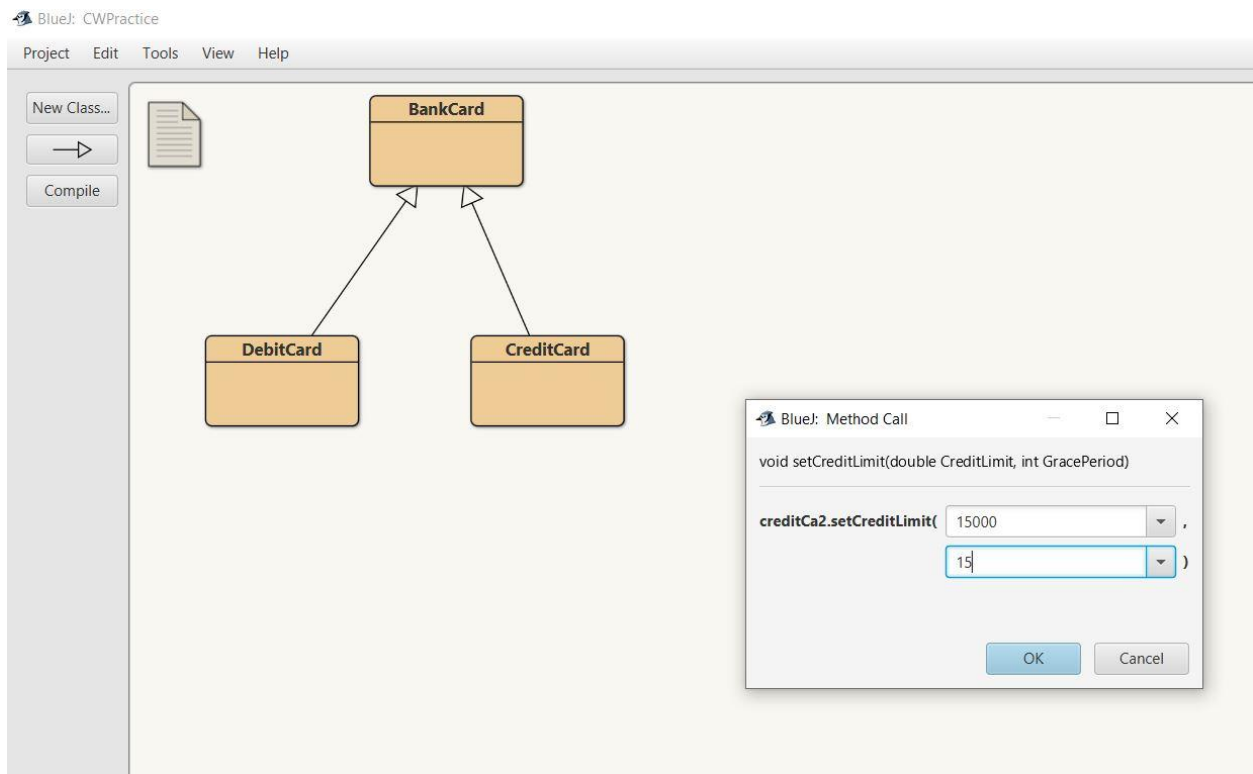 BlueJ: CWPractice
Project Edit Tools View Help
New Class...
Compile
BankCard
DebitCard
CreditCard
BlueJ: Method Call
void setCreditLimit(double CreditLimit, int GracePeriod)
creditCa2.setCreditLimit( 15000 ,
15 )
OK Cancel